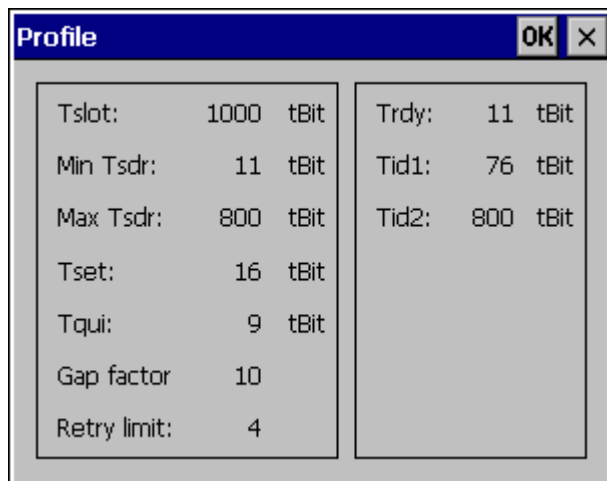 Profile OK ×
Tslot: 1000 tBit
Min Tsdr: 11 tBit
Max Tsdr: 800 tBit
Tset: 16 tBit
Tqui: 9 tBit
Gap factor 10
Retry limit: 4
Trdy: 11 tBit
Tid1: 76 tBit
Tid2: 800 tBit